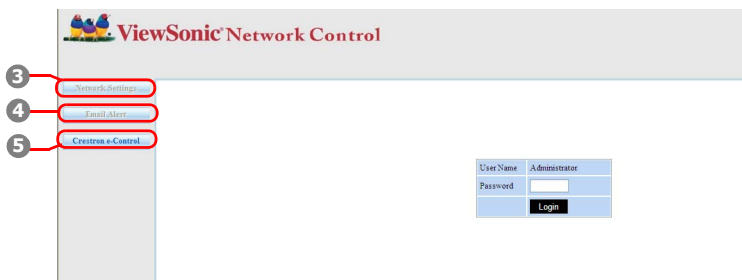 ViewSonic® Network Control
3
Network Settings
4
Email Alert
5
Crestron e-Control
User Name Administrator
Password
Login